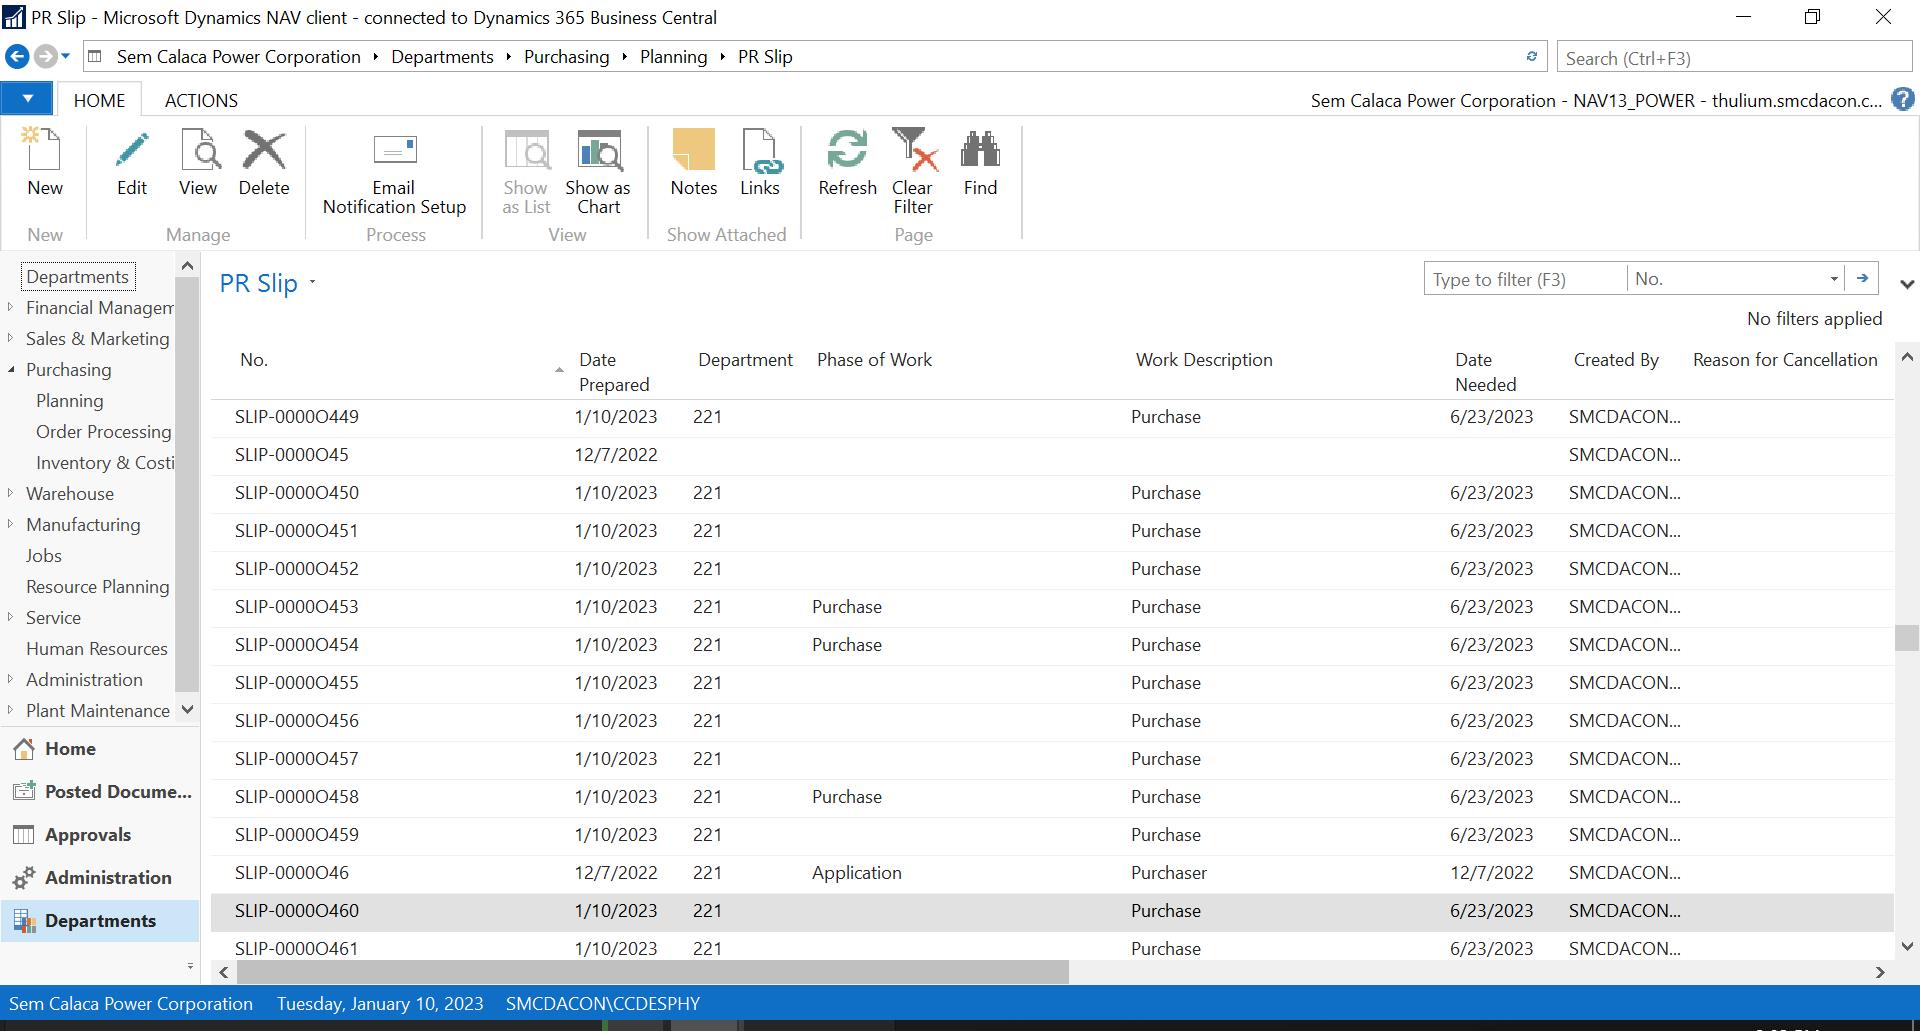 PR Slip - Microsoft Dynamics NAV client - connected to Dynamics 365 Business Central
Sem Calaca Power Corporation Departments Purchasing Planning PR Slip Search (Ctrl+F3)
HOME ACTIONS Sem Calaca Power Corporation - NAV13_POWER - thulium.smcdacon.c... ?
New Edit View Delete Email Notification Setup Show as List Show as Chart Notes Links Refresh Clear Filter Find
New Manage Process View Show Attached Page
Departments
Financial Managem
Sales & Marketing
Purchasing
Planning
Order Processing
Inventory & Costi
Warehouse
Manufacturing
Jobs
Resource Planning
Service
Human Resources
Administration
Plant Maintenance
Home
Posted Docume...
Approvals
Administration
Departments
PR Slip Type to filter (F3) No.
No filters applied
No. Date Prepared Department Phase of Work Work Description Date Needed Created By Reason for Cancellation
SLIP-0000O449 1/10/2023 221 Purchase 6/23/2023 SMCDACON...
SLIP-0000O45 12/7/2022 SMCDACON...
SLIP-0000O450 1/10/2023 221 Purchase 6/23/2023 SMCDACON...
SLIP-0000O451 1/10/2023 221 Purchase 6/23/2023 SMCDACON...
SLIP-0000O452 1/10/2023 221 Purchase 6/23/2023 SMCDACON...
SLIP-0000O453 1/10/2023 221 Purchase Purchase 6/23/2023 SMCDACON...
SLIP-0000O454 1/10/2023 221 Purchase Purchase 6/23/2023 SMCDACON...
SLIP-0000O455 1/10/2023 221 Purchase 6/23/2023 SMCDACON...
SLIP-0000O456 1/10/2023 221 Purchase 6/23/2023 SMCDACON...
SLIP-0000O457 1/10/2023 221 Purchase 6/23/2023 SMCDACON...
SLIP-0000O458 1/10/2023 221 Purchase Purchase 6/23/2023 SMCDACON...
SLIP-0000O459 1/10/2023 221 Purchase 6/23/2023 SMCDACON...
SLIP-0000O46 12/7/2022 221 Application Purchaser 12/7/2022 SMCDACON...
SLIP-0000O460 1/10/2023 221 Purchase 6/23/2023 SMCDACON...
SLIP-0000O461 1/10/2023 221 Purchase 6/23/2023 SMCDACON...
Sem Calaca Power Corporation Tuesday, January 10, 2023 SMCDACON\CCDESPHY